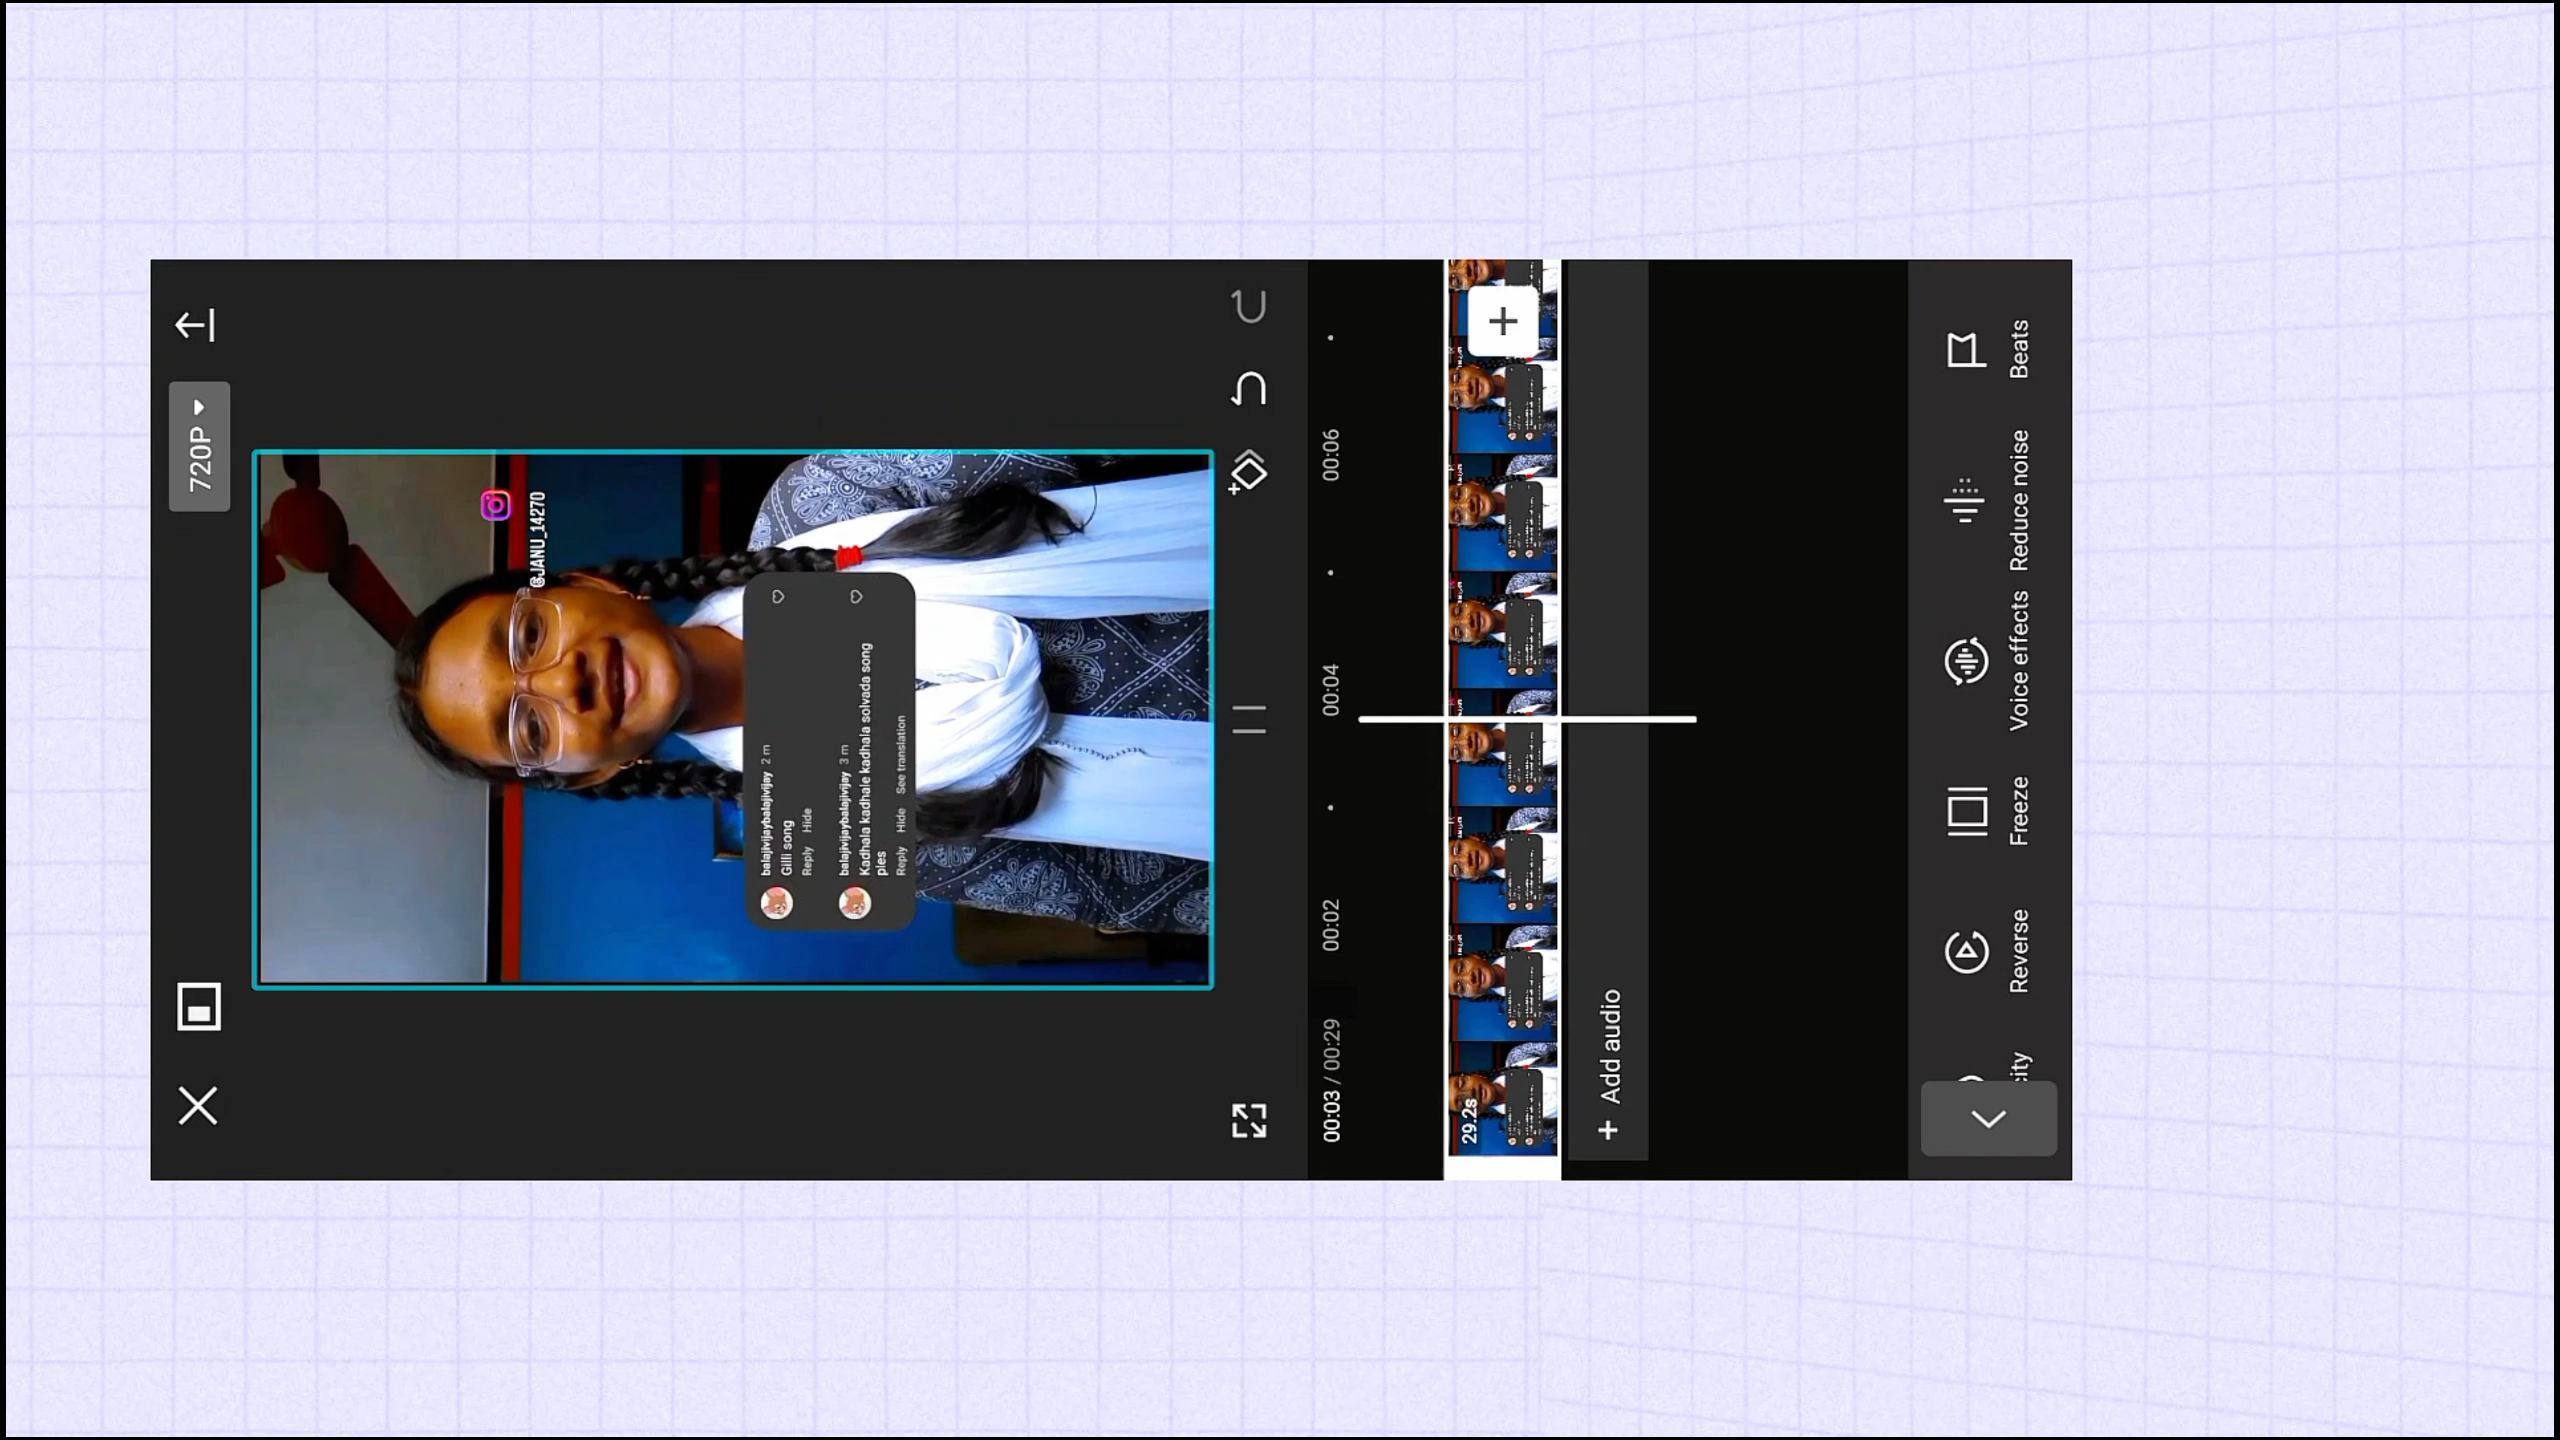 720P
@JANU_14270
balajivijaybalajivijay 2 m
Gilli song
Reply Hide
balajivijaybalajivijay 3 m
Kadhala kadhale kadhala solvada song
ples
Reply Hide See translation
00:03 / 00:29 00:02 00:04 00:06
29.2s
+ Add audio
city Reverse Freeze Voice effects Reduce noise Beats